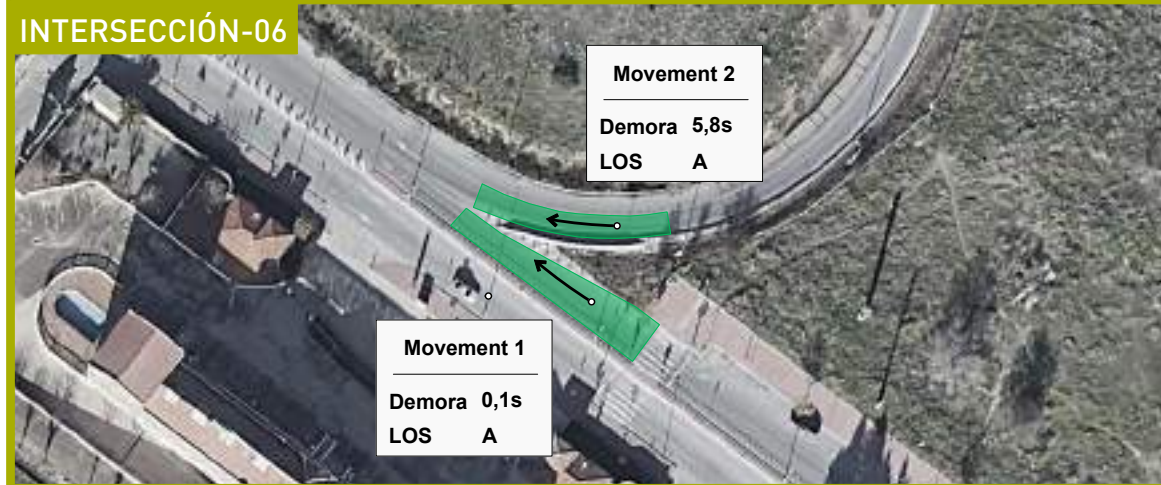 INTERSECCIÓN-06
Movement 2
Demora 5,8s
LOS A
Movement 1
Demora 0,1s
LOS A